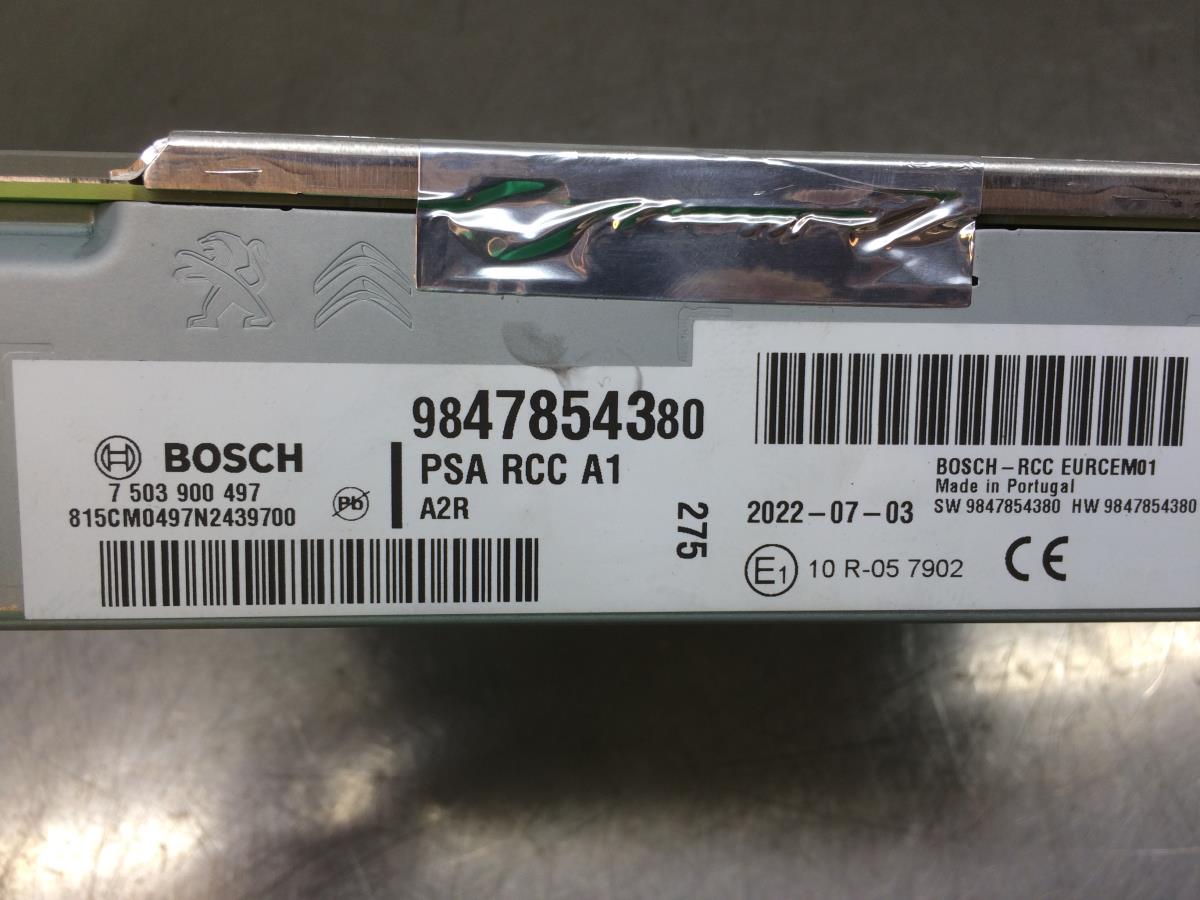 9847854380
BOSCH
7 503 900 497
815CM0497N2439700
Pb
PSA RCC A1
A2R
275
BOSCH-RCC EURCEM01
Made in Portugal
SW 9847854380 HW 9847854380
2022-07-03
E1 10 R-05 7902
CE